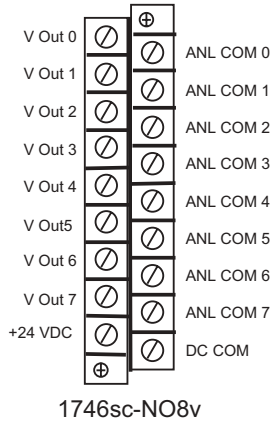 V Out 0
ANL COM 0
V Out 1
ANL COM 1
V Out 2
ANL COM 2
V Out 3
ANL COM 3
V Out 4
ANL COM 4
V Out5
ANL COM 5
V Out 6
ANL COM 6
V Out 7
ANL COM 7
+24 VDC
DC COM
1746sc-NO8v